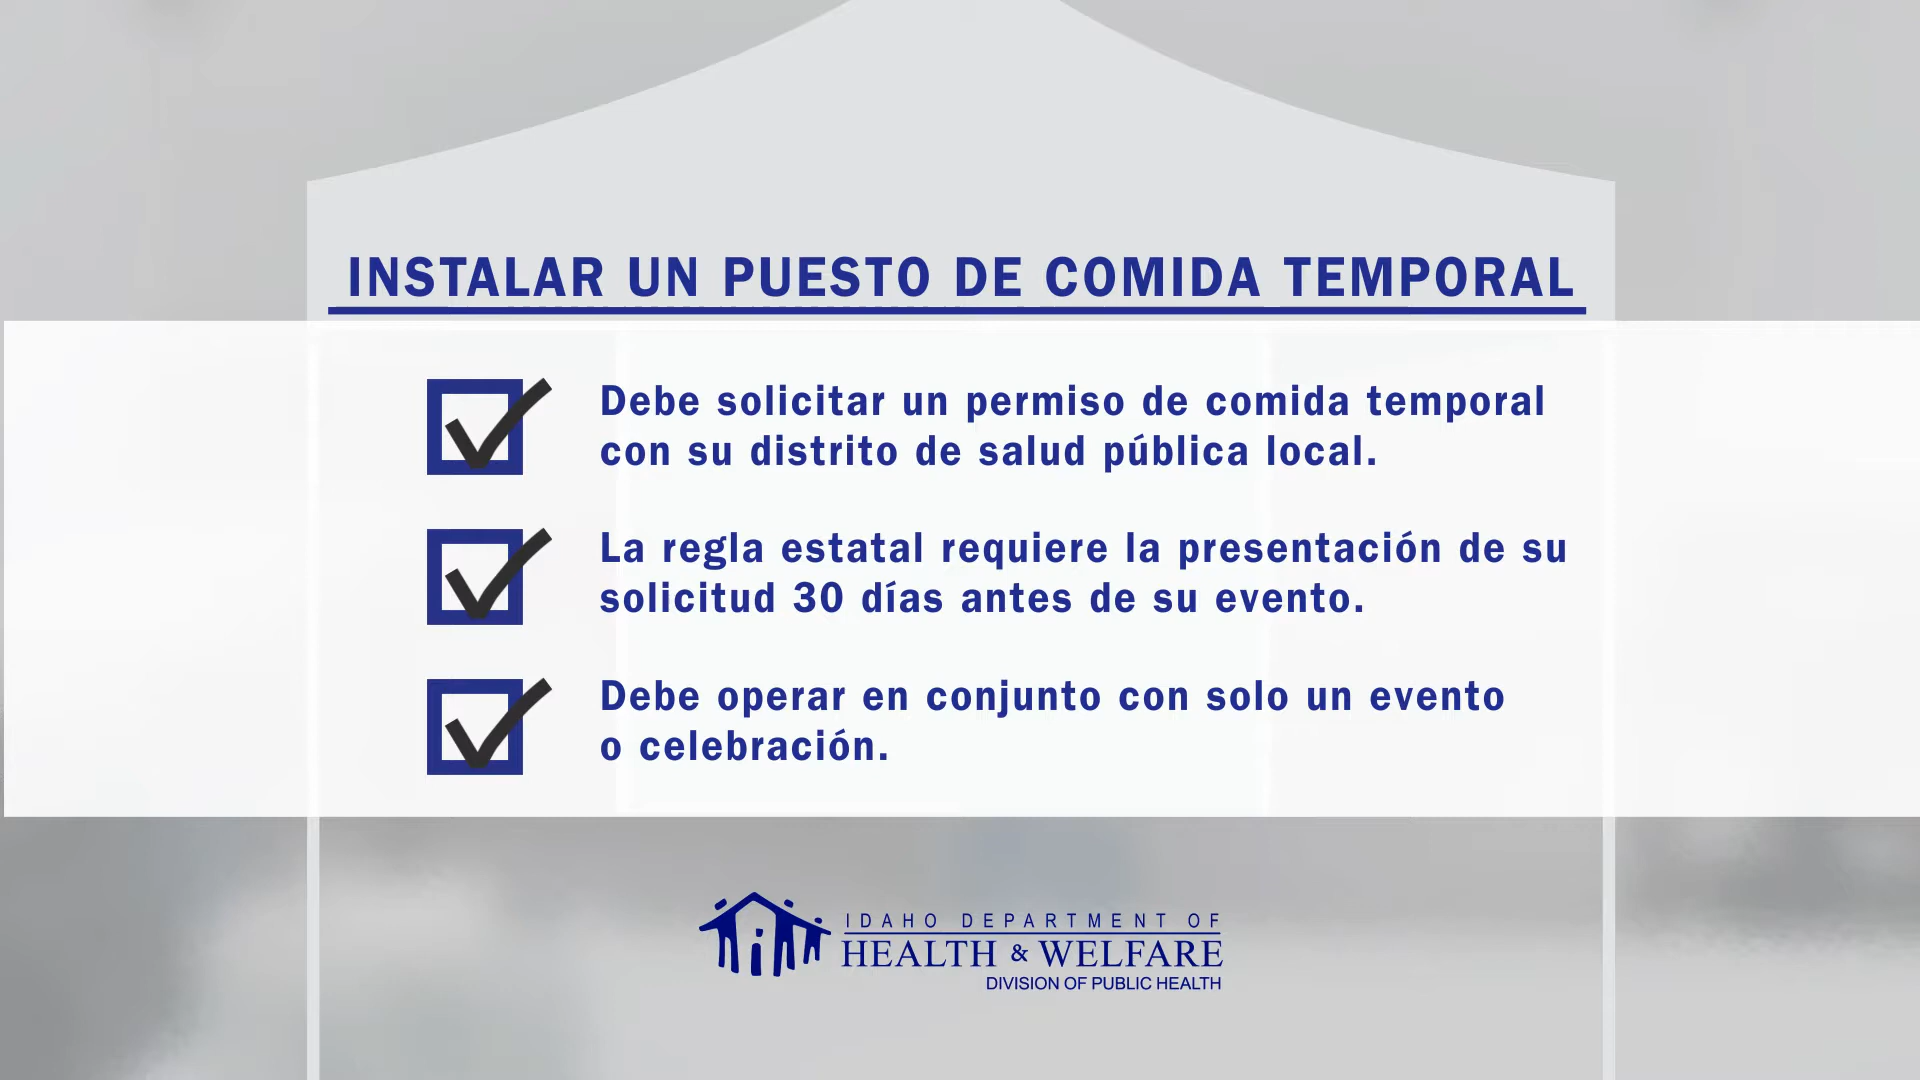 INSTALAR UN PUESTO DE COMIDA TEMPORAL
Debe solicitar un permiso de comida temporal
con su distrito de salud pública local.
La regla estatal requiere la presentación de su
solicitud 30 días antes de su evento.
Debe operar en conjunto con solo un evento
o celebración.
IDAHO DEPARTMENT OF
HEALTH & WELFARE
DIVISION OF PUBLIC HEALTH